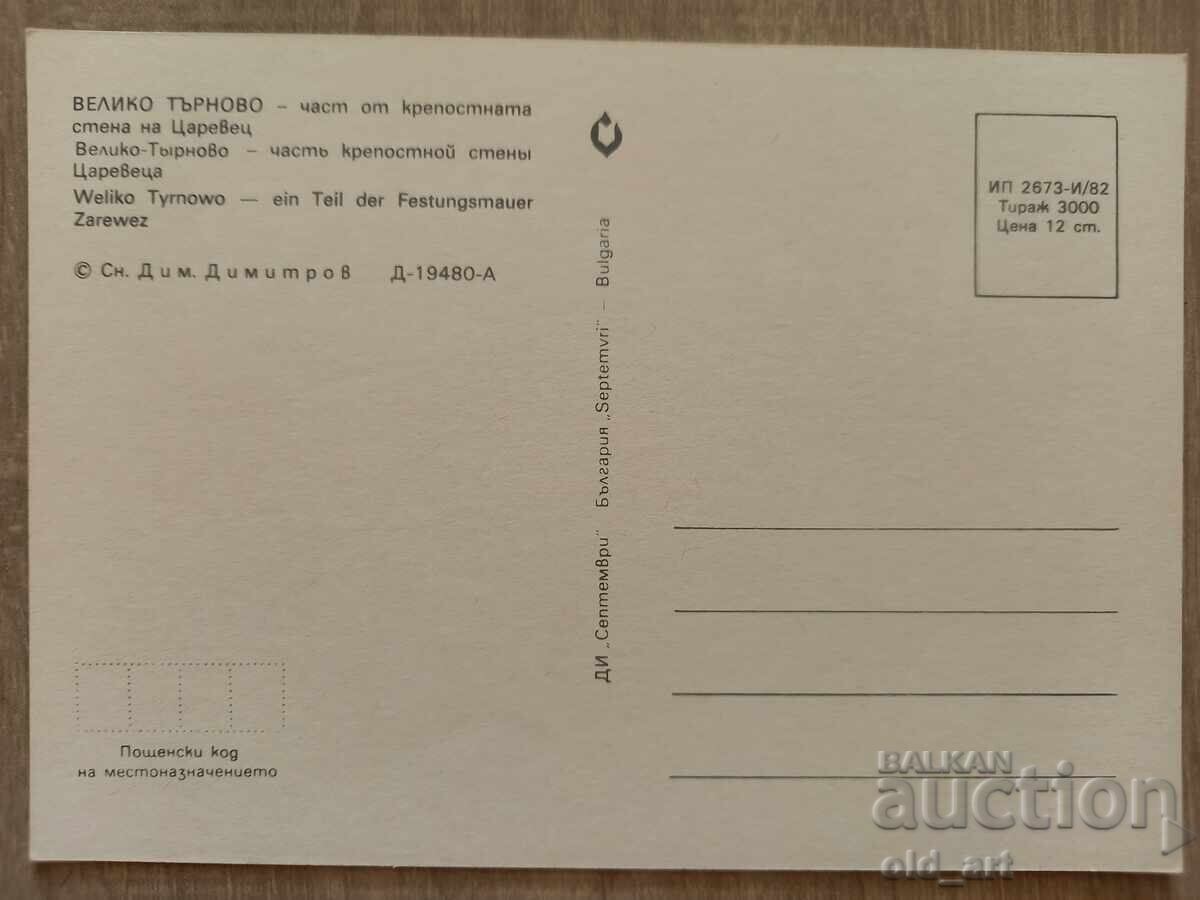 ВЕЛИКО ТЪРНОВО – част от крепостната
стена на Царевец
Велико-Тырново – часть крепостной стены
Царевеца
Weliko Tyrnowo — ein Teil der Festungsmauer
Zarewez
© Сн. Дим. Димитров Д-19480-А
ДИ „Септември" България „Septemvri" – Bulgaria
ИП 2673-И/82
Тираж 3000
Цена 12 ст.
Пощенски код
на местоназначението
BALKAN
auction
old_art